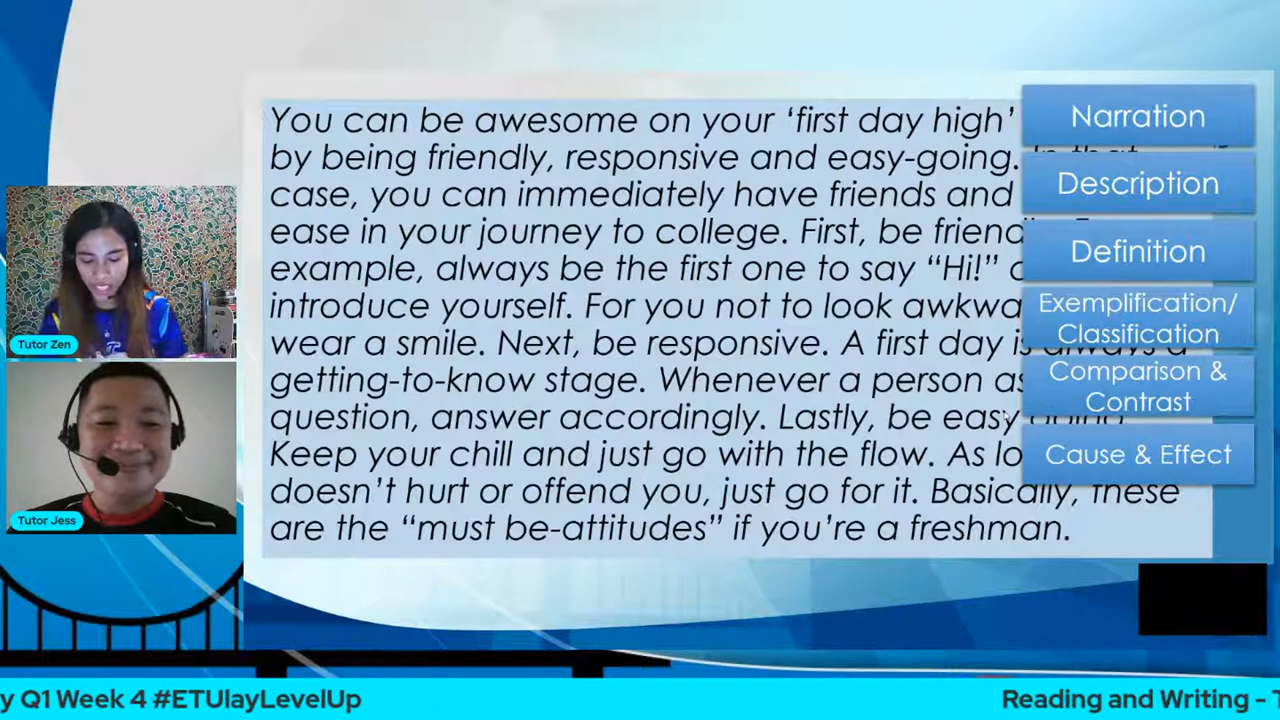 You can be awesome on your ‘first day high’
by being friendly, responsive and easy-going. In that
case, you can immediately have friends and
ease in your journey to college. First, be
example, always be the first one to say “Hi!”
introduce yourself. For you not to look
wear a smile. Next, be responsive. A first day is always a
getting-to-know stage. Whenever a person
question, answer accordingly. Lastly, be easy going
Keep your chill and just go with the flow. As
doesn’t hurt or offend you, just go for it. Basically, these
are the “must be-attitudes” if you’re a freshman.
Narration
Description
Definition
Exemplification/
Classification
Comparison &
Contrast
Cause & Effect
Tutor Zen
Tutor Jess
y Q1 Week 4 #ETUlayLevelUp
Reading and Writing -